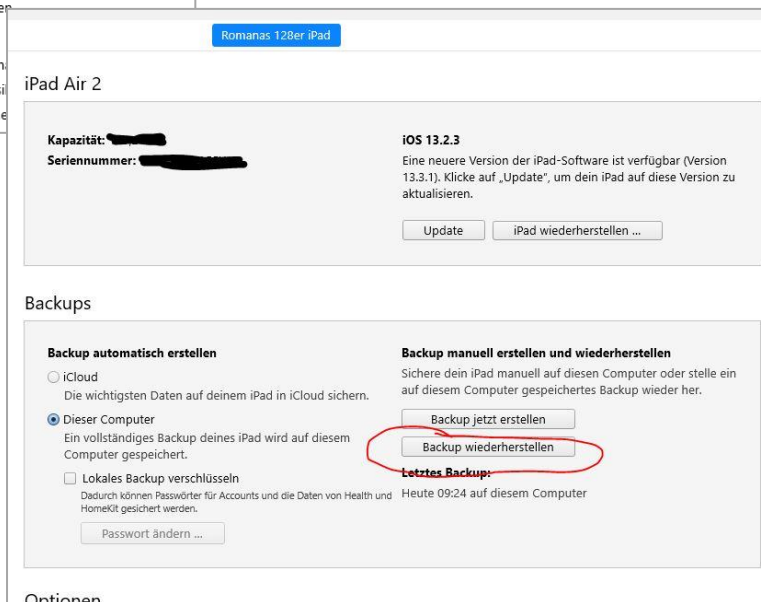 Romanas 128er iPad
iPad Air 2
Kapazität:
Seriennummer:
iOS 13.2.3
Eine neuere Version der iPad-Software ist verfügbar (Version
13.3.1). Klicke auf „Update“, um dein iPad auf diese Version zu
aktualisieren.
Update
iPad wiederherstellen ...
Backups
Backup automatisch erstellen
iCloud
Die wichtigsten Daten auf deinem iPad in iCloud sichern.
Dieser Computer
Ein vollständiges Backup deines iPad wird auf diesem
Computer gespeichert.
Lokales Backup verschlüsseln
Dadurch können Passwörter für Accounts und die Daten von Health und
HomeKit gesichert werden.
Passwort ändern ...
Backup manuell erstellen und wiederherstellen
Sichere dein iPad manuell auf diesen Computer oder stelle ein
auf diesem Computer gespeichertes Backup wieder her.
Backup jetzt erstellen
Backup wiederherstellen
Letztes Backup:
Heute 09:24 auf diesem Computer
Optionen